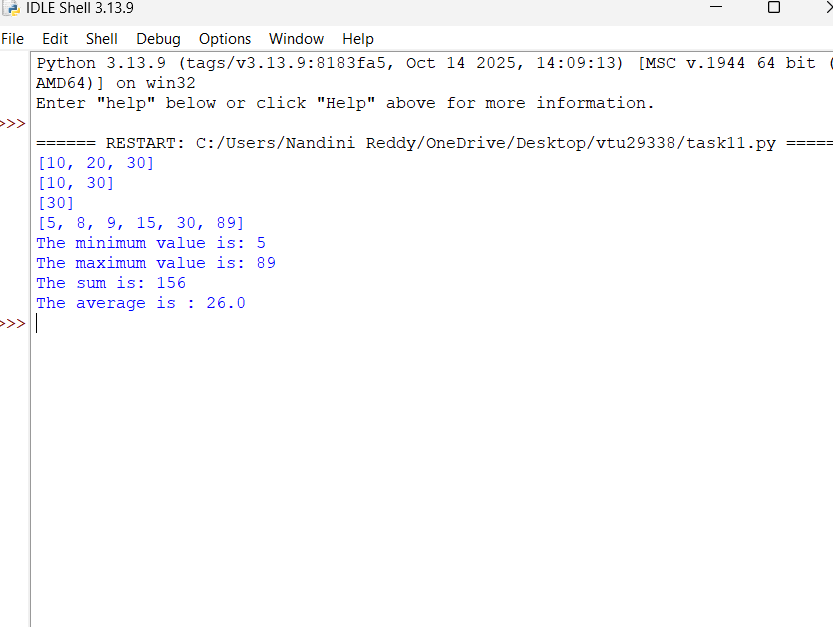 IDLE Shell 3.13.9
File Edit Shell Debug Options Window Help
Python 3.13.9 (tags/v3.13.9:8183fa5, Oct 14 2025, 14:09:13) [MSC v.1944 64 bit (
AMD64)] on win32
Enter "help" below or click "Help" above for more information.
>>>
====== RESTART: C:/Users/Nandini Reddy/OneDrive/Desktop/vtu29338/task11.py =====
[10, 20, 30]
[10, 30]
[30]
[5, 8, 9, 15, 30, 89]
The minimum value is: 5
The maximum value is: 89
The sum is: 156
The average is : 26.0
>>>